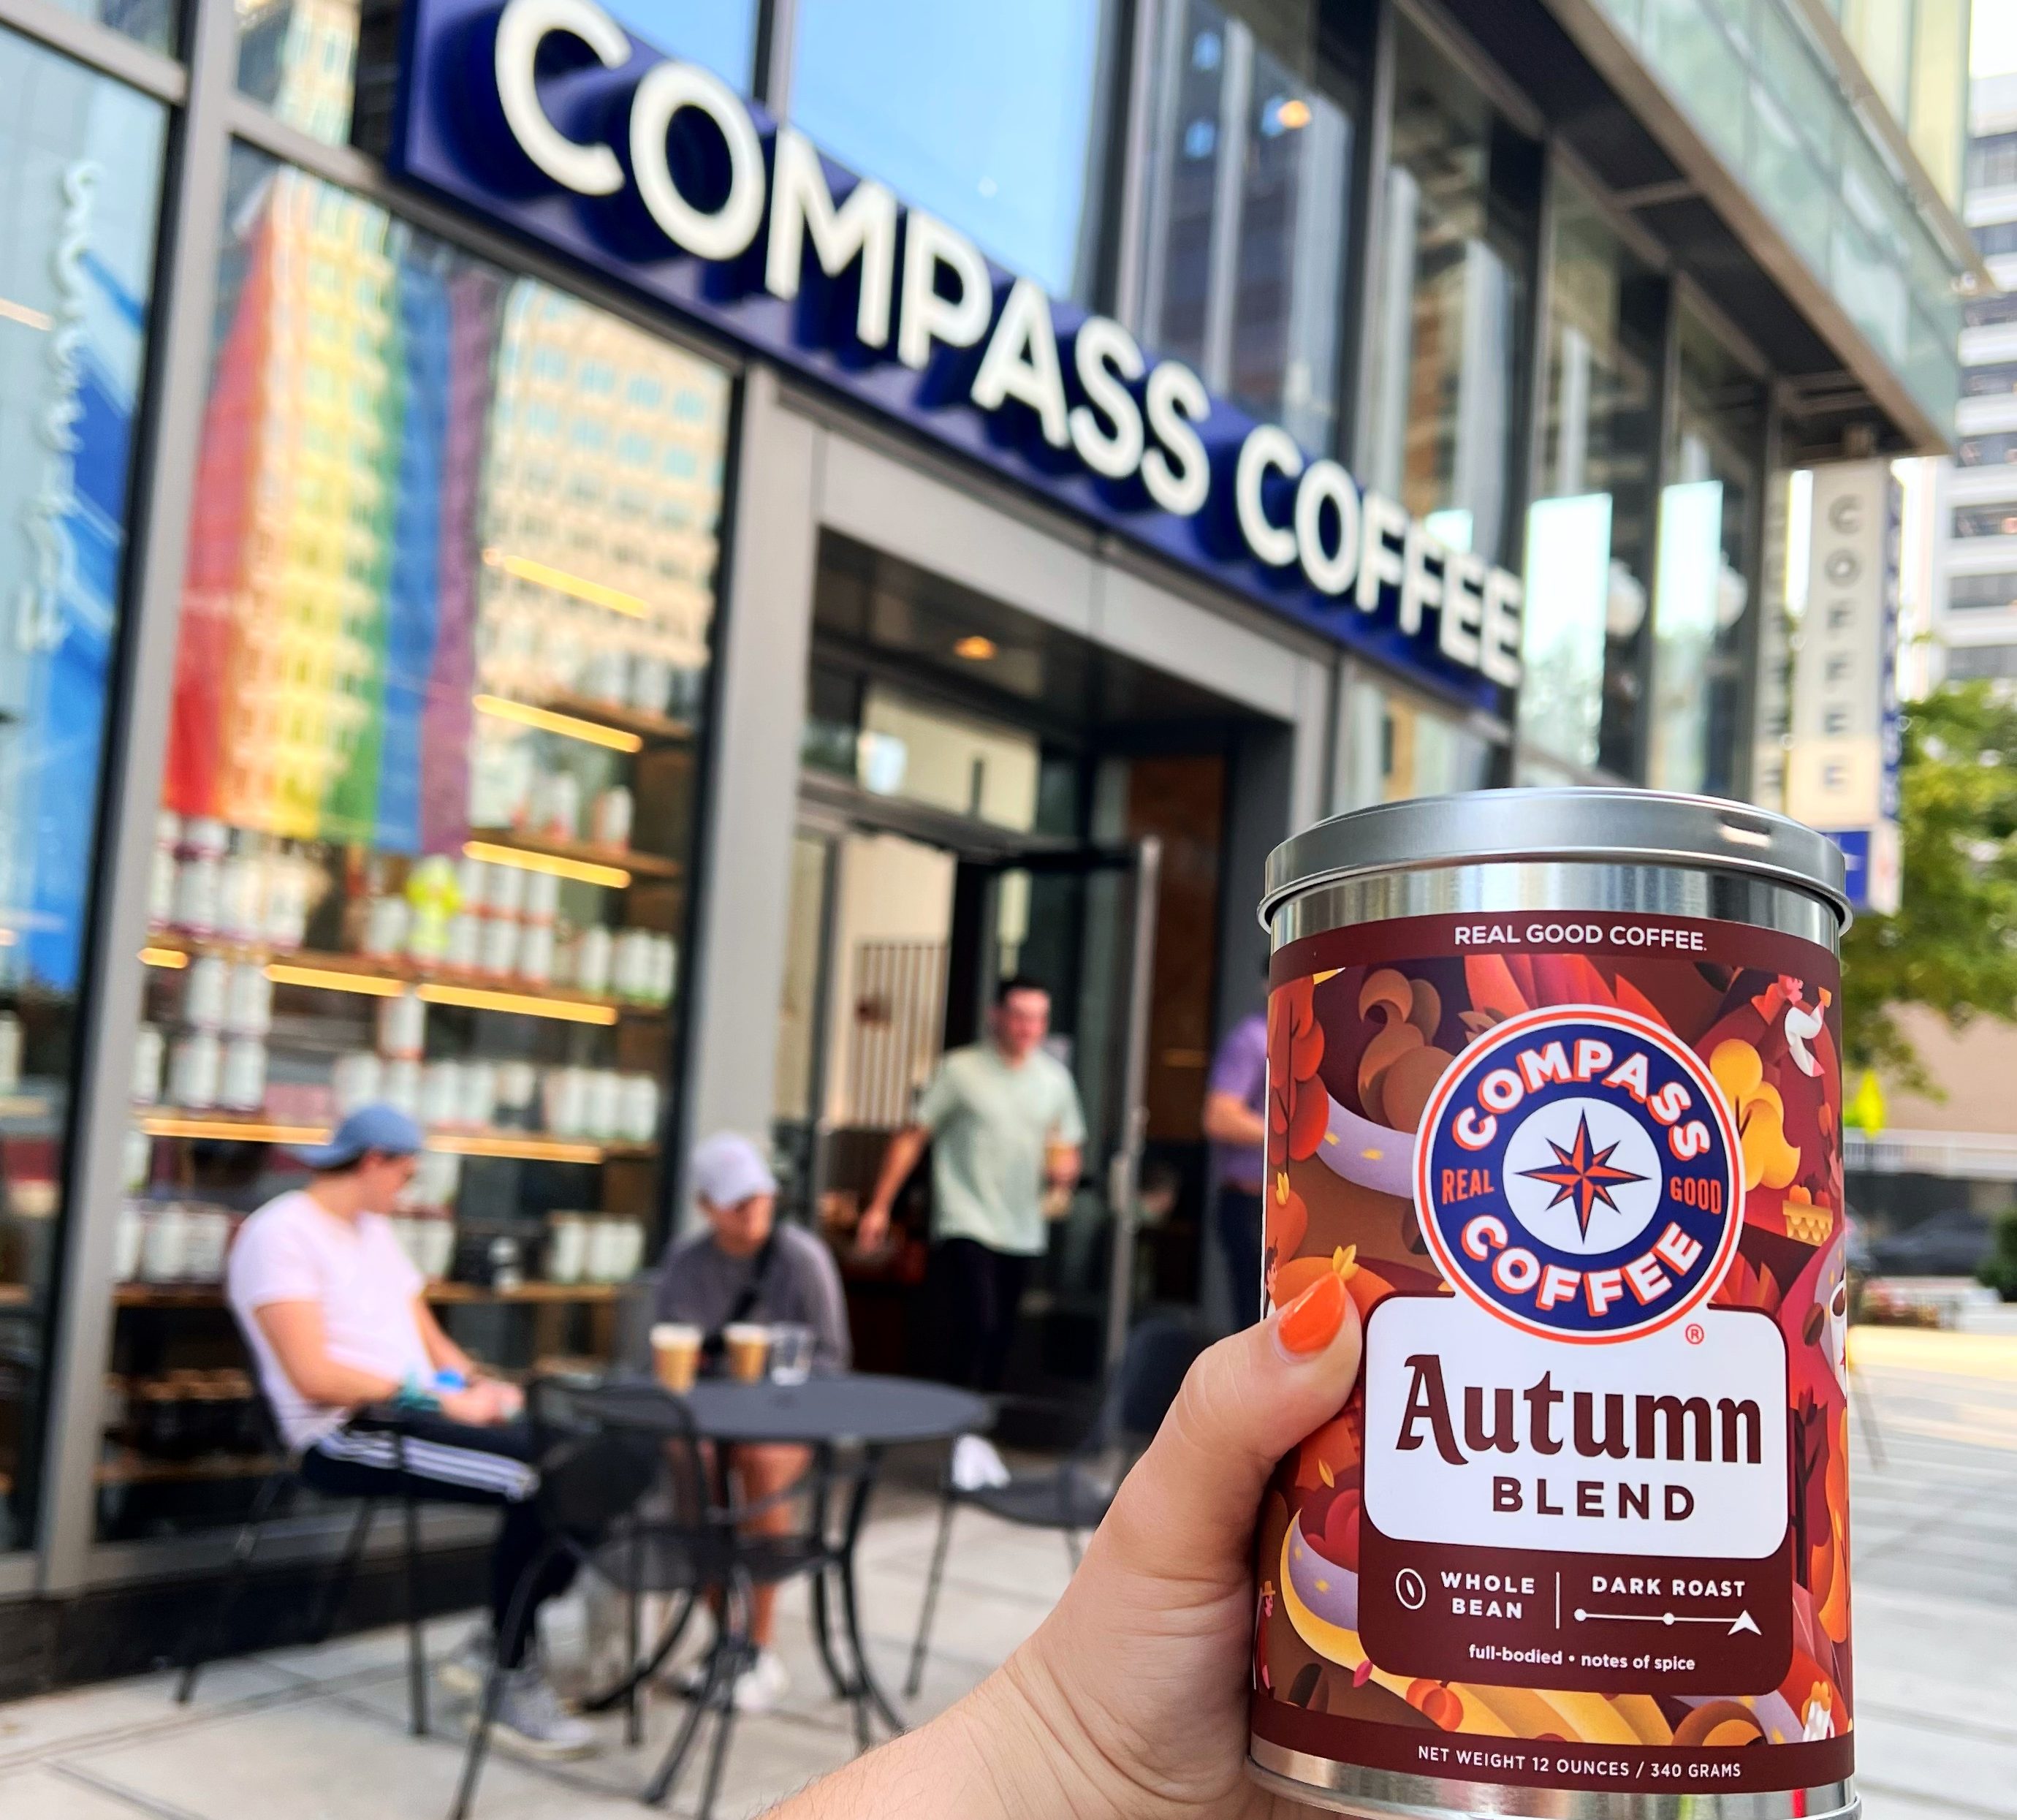 COMPASS COFFEE
COFFEE
REAL GOOD COFFEE.
COMPASS
REAL GOOD
COFFEE
®
Autumn
BLEND
WHOLE
BEAN
DARK ROAST
full-bodied • notes of spice
NET WEIGHT 12 OUNCES / 340 GRAMS